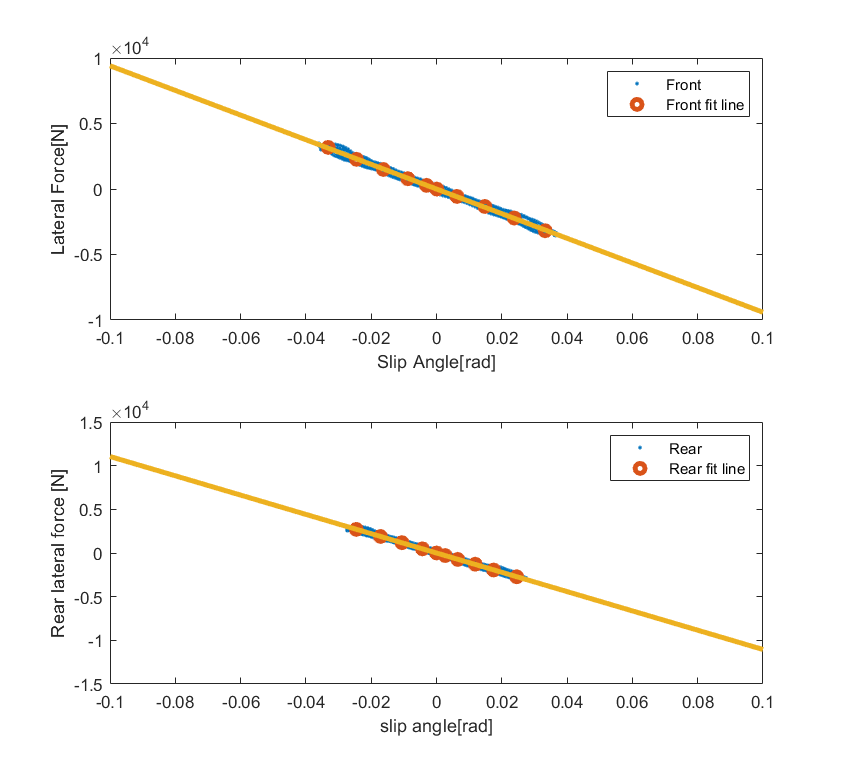 ×10^4
1
0.5
0
-0.5
-1
Lateral Force[N]
Front
Front fit line
-0.1 -0.08 -0.06 -0.04 -0.02 0 0.02 0.04 0.06 0.08 0.1
Slip Angle[rad]
×10^4
1.5
1
0.5
0
-0.5
-1
-1.5
Rear lateral force [N]
Rear
Rear fit line
-0.1 -0.08 -0.06 -0.04 -0.02 0 0.02 0.04 0.06 0.08 0.1
slip angle[rad]